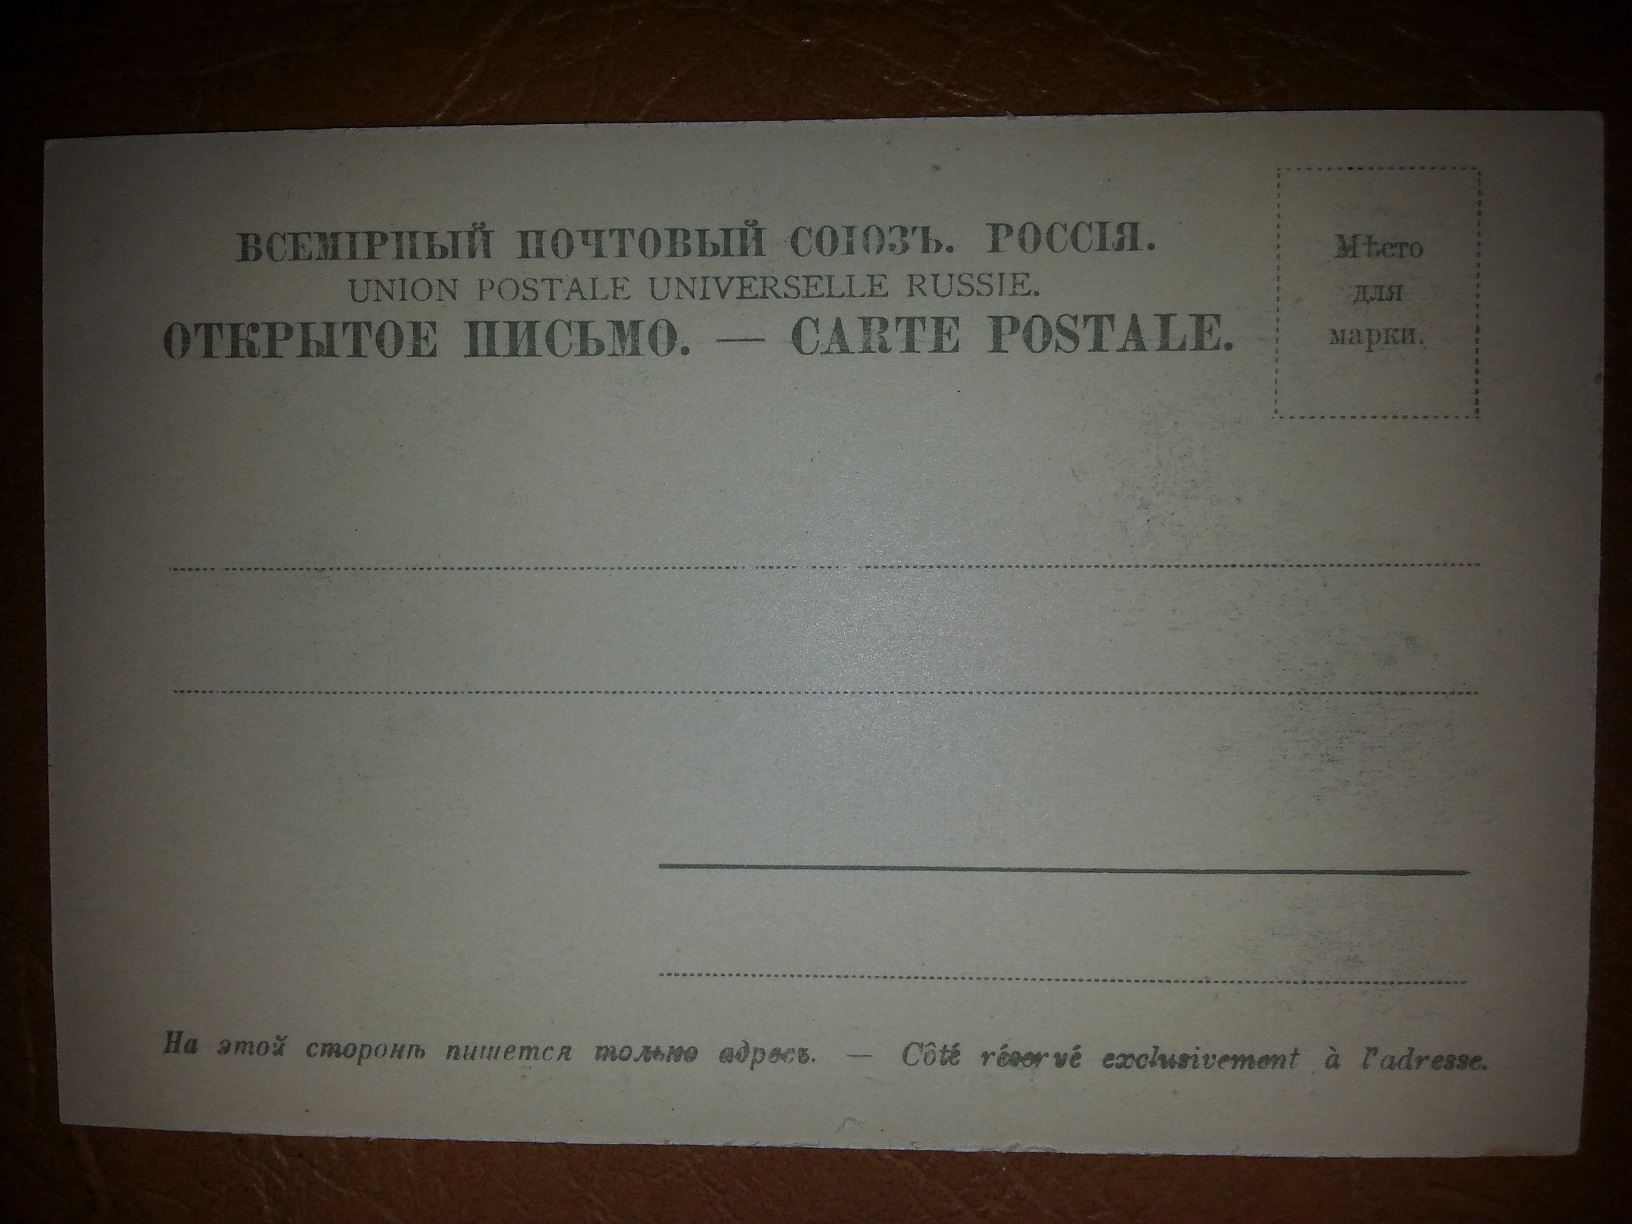 ВСЕМІРНЫЙ ПОЧТОВЫЙ СОЮЗЪ. РОССІЯ.
UNION POSTALE UNIVERSELLE RUSSIE.
ОТКРЫТОЕ ПИСЬМО. — CARTE POSTALE.
Мѣсто
для
марки.
На этой сторонѣ пишется только адресъ. — Côté réservé exclusivement à l'adresse.